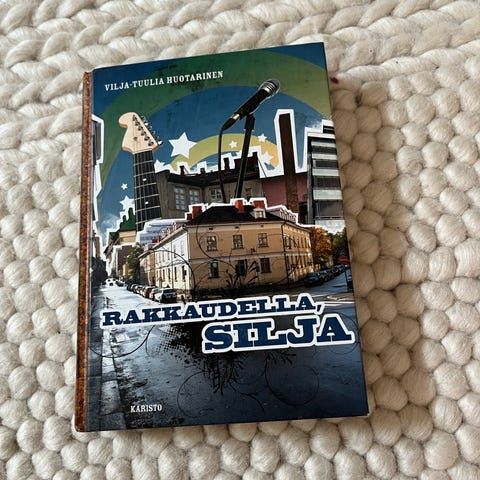 VILJA-TUULIA HUOTARINEN
RAKKAUDELLA,
SILJA
KARISTO